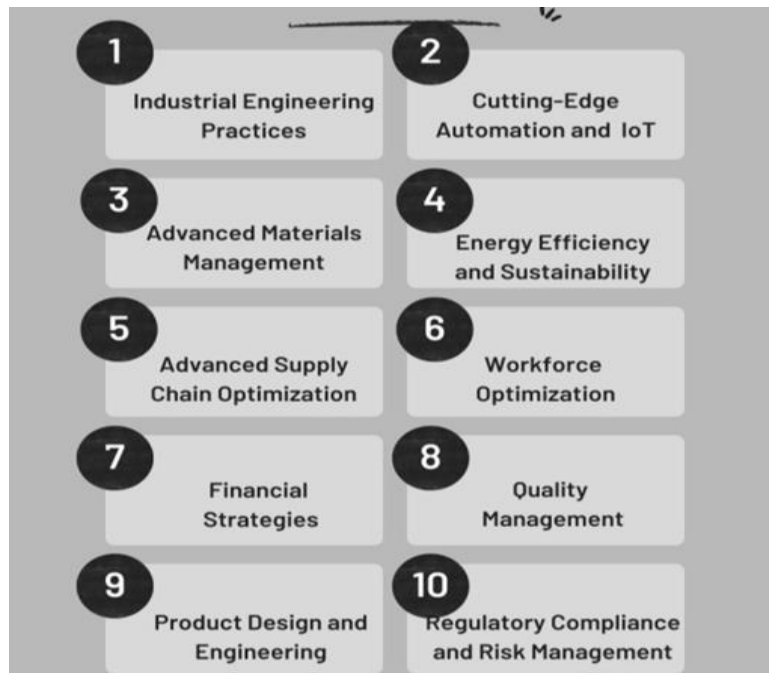 1
Industrial Engineering
Practices
2
Cutting-Edge
Automation and IoT
3
Advanced Materials
Management
4
Energy Efficiency
and Sustainability
5
Advanced Supply
Chain Optimization
6
Workforce
Optimization
7
Financial
Strategies
8
Quality
Management
9
Product Design and
Engineering
10
Regulatory Compliance
and Risk Management